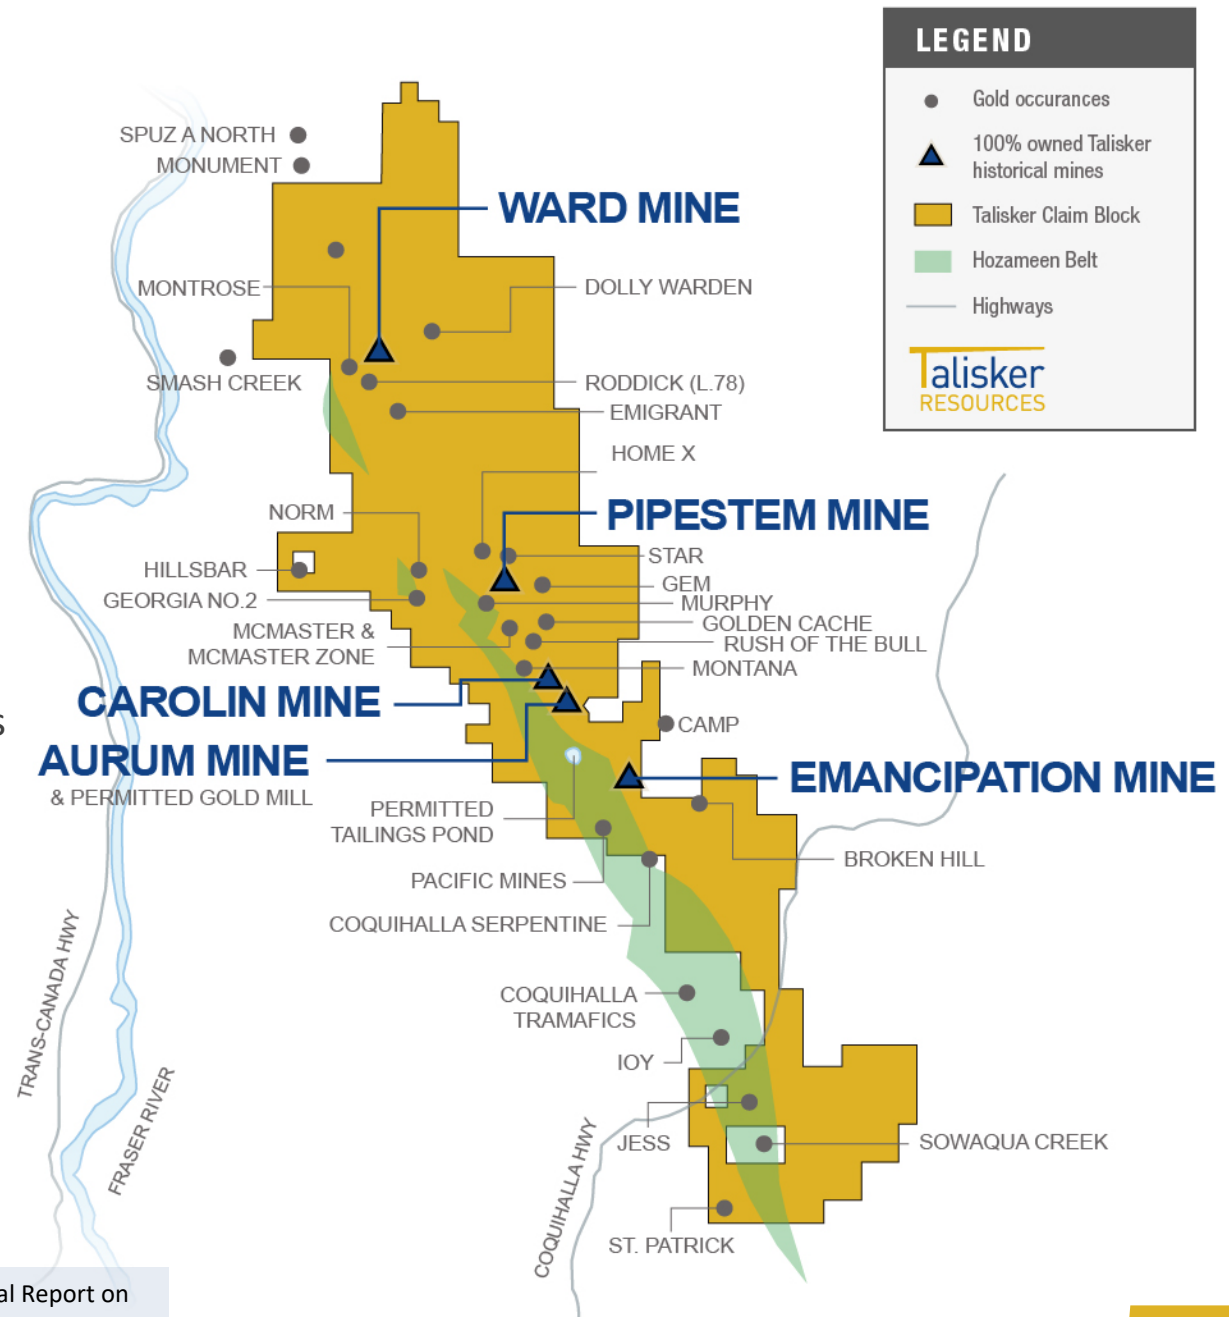 LEGEND
Gold occurances
100% owned Talisker
historical mines
Talisker Claim Block
Hozameen Belt
Highways
Talisker
RESOURCES
SPUZ A NORTH
MONUMENT
WARD MINE
MONTROSE
DOLLY WARDEN
SMASH CREEK
RODDICK (L.78)
EMIGRANT
HOME X
NORM
PIPESTEM MINE
STAR
HILLSBAR
GEM
GEORGIA NO.2
MURPHY
GOLDEN CACHE
MCMASTER &
MCMASTER ZONE
RUSH OF THE BULL
MONTANA
CAROLIN MINE
S
CAMP
AURUM MINE
& PERMITTED GOLD MILL
EMANCIPATION MINE
PERMITTED
TAILINGS POND
BROKEN HILL
PACIFIC MINES
COQUIHALLA SERPENTINE
TRANS-CANADA HWY
COQUIHALLA
TRAMAFICS
IOY
FRASER RIVER
JESS
SOWAQUA CREEK
COQUIHALLA HWY
ST. PATRICK
al Report on